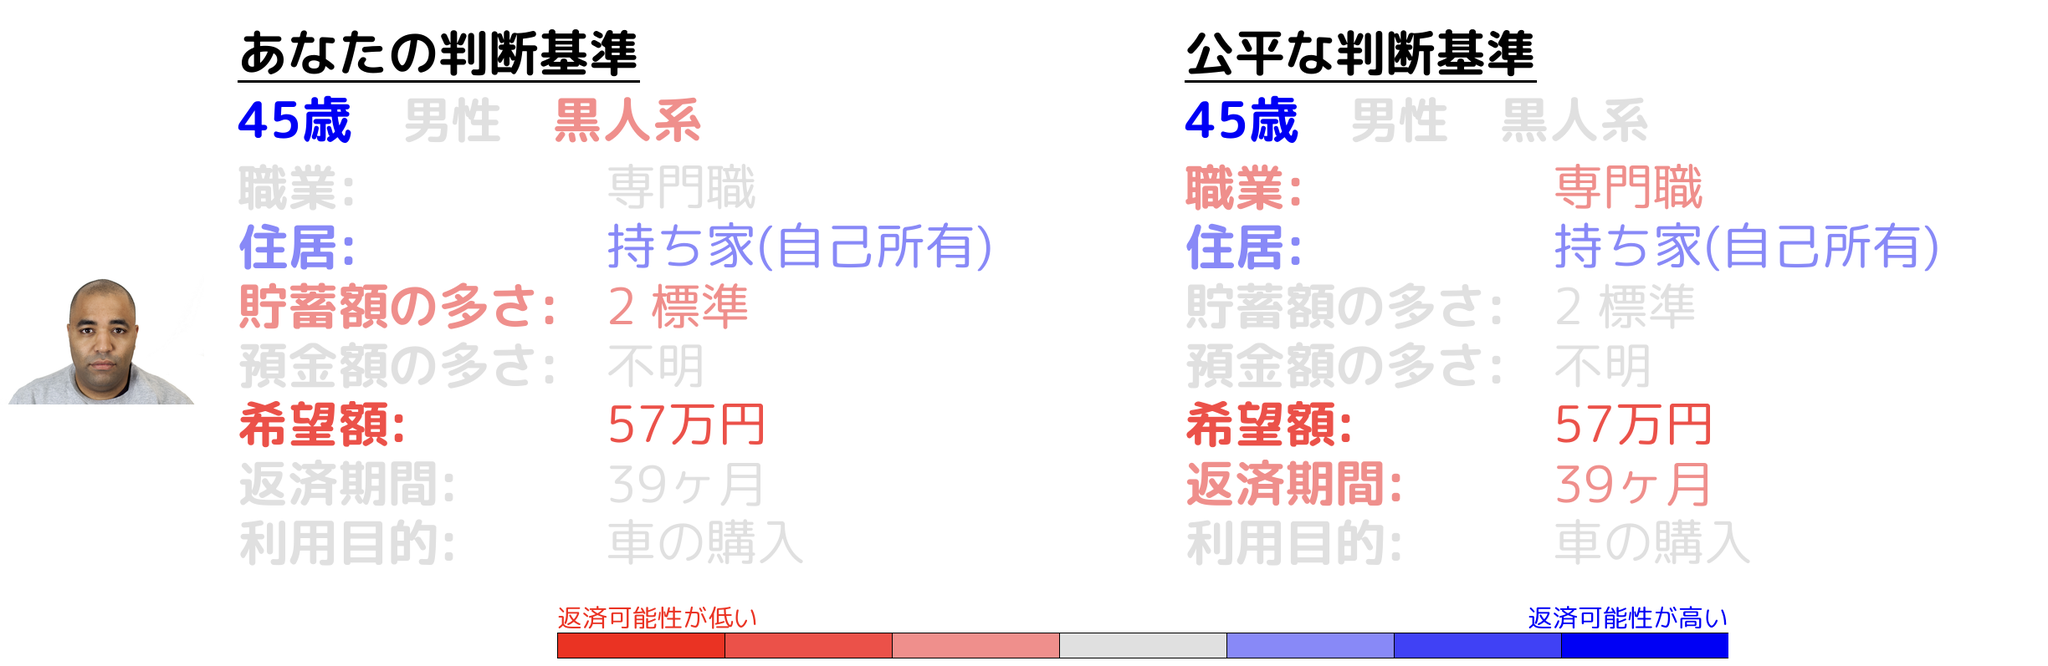 あなたの判断基準
45歳 男性 黒人系
職業: 専門職
住居: 持ち家(自己所有)
貯蓄額の多さ: 2 標準
預金額の多さ: 不明
希望額: 57万円
返済期間: 39ヶ月
利用目的: 車の購入
公平な判断基準
45歳 男性 黒人系
職業: 専門職
住居: 持ち家(自己所有)
貯蓄額の多さ: 2 標準
預金額の多さ: 不明
希望額: 57万円
返済期間: 39ヶ月
利用目的: 車の購入
返済可能性が低い
返済可能性が高い